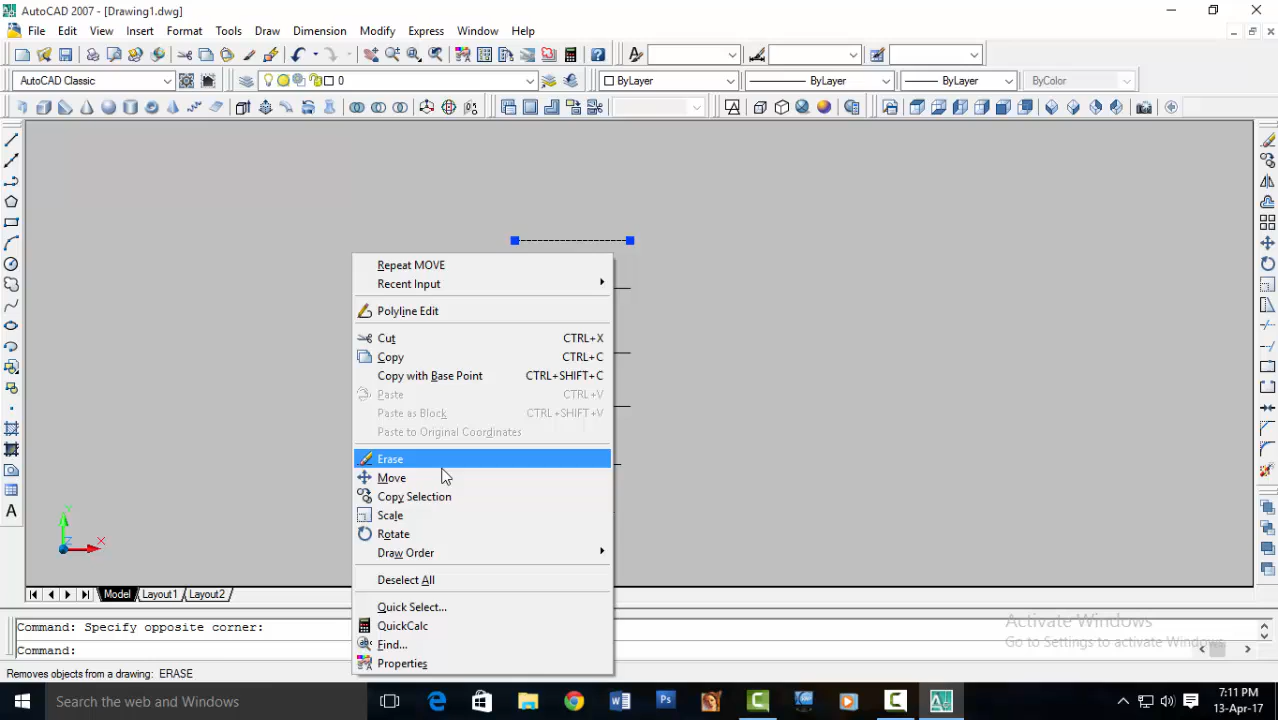 AutoCAD 2007 - [Drawing1.dwg]
File Edit View Insert Format Tools Draw Dimension Modify Express Window Help
AutoCAD Classic 0 ByLayer ByLayer ByLayer ByColor
Repeat MOVE
Recent Input
Polyline Edit
Cut CTRL+X
Copy CTRL+C
Copy with Base Point CTRL+SHIFT+C
Paste CTRL+V
Paste as Block CTRL+SHIFT+V
Paste to Original Coordinates
Erase
Move
Copy Selection
Scale
Rotate
Draw Order
Deselect All
Quick Select...
QuickCalc
Find...
Properties
Y
Z X
A
Model Layout1 Layout2
Command: Specify opposite corner:
Command:
Activate Windows
Go to Settings to activate Windows.
Removes objects from a drawing: ERASE
Search the web and Windows
7:11 PM
13-Apr-17